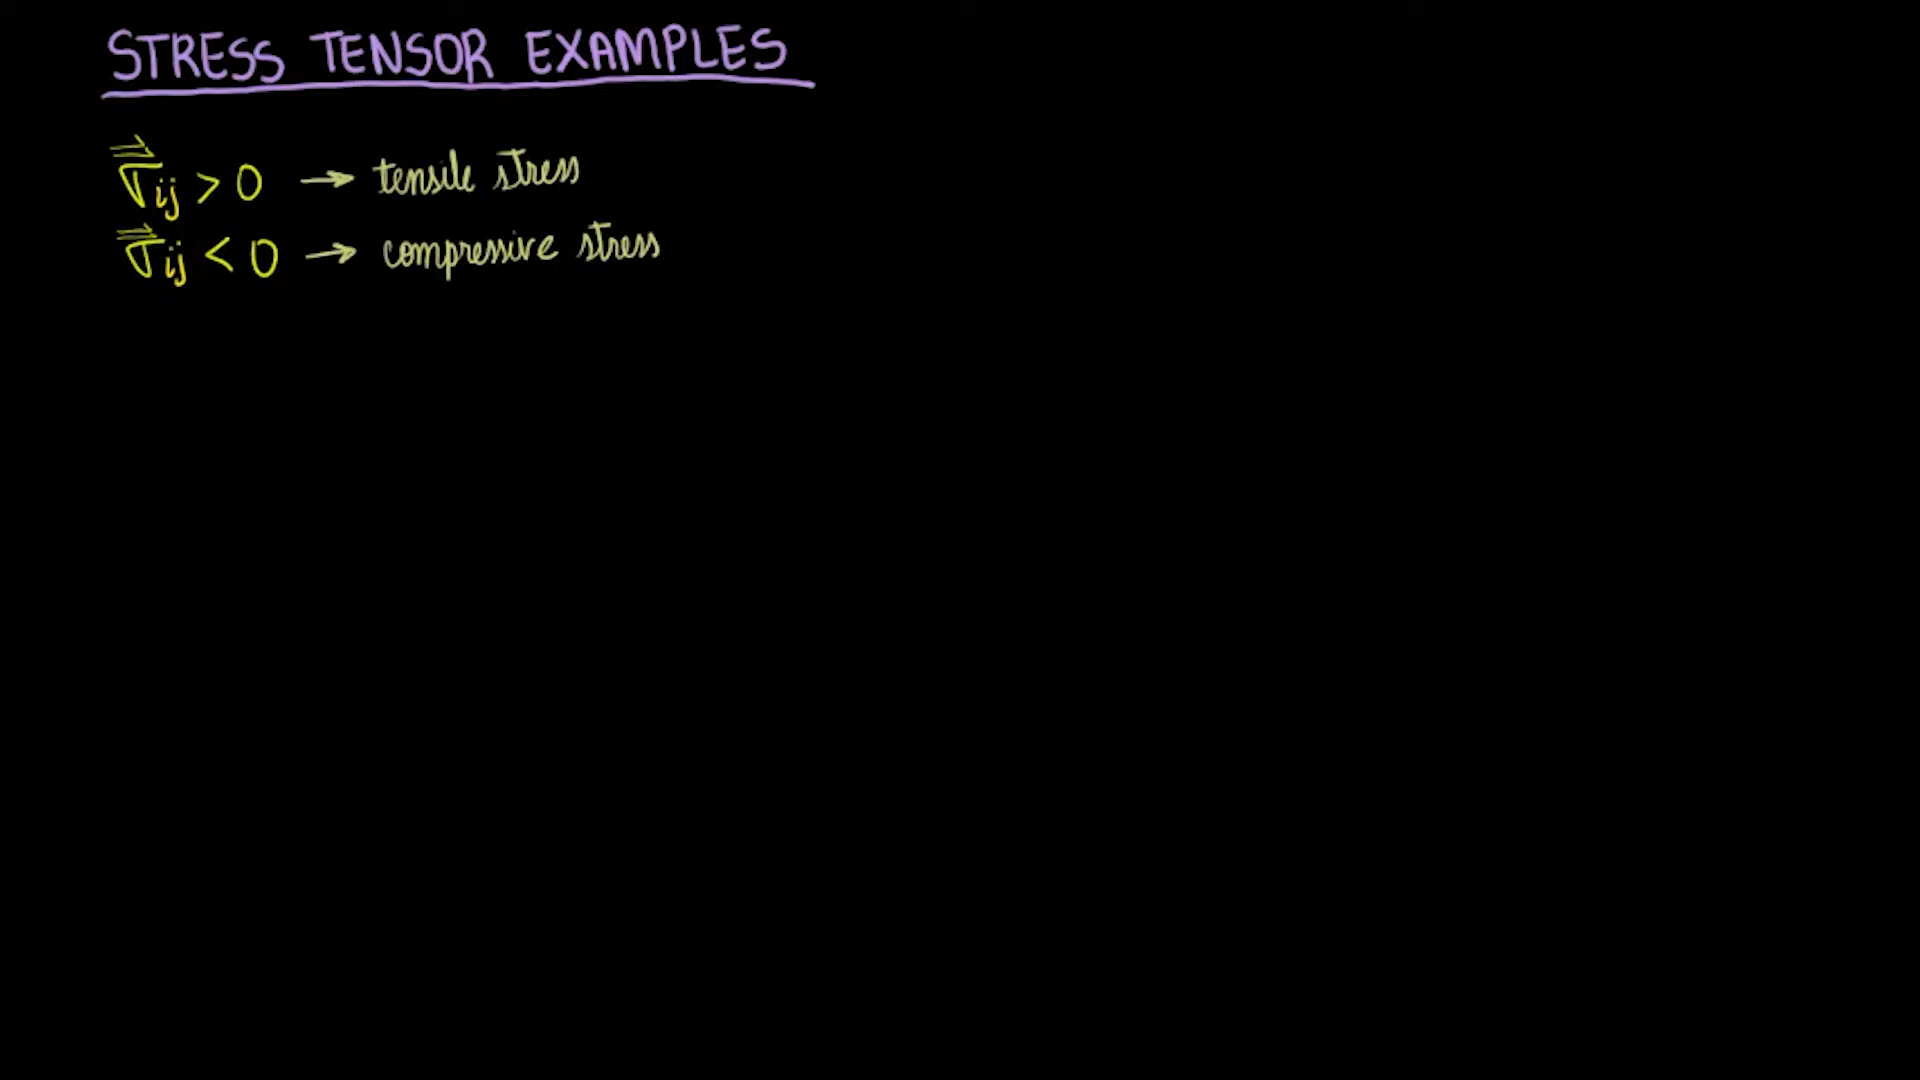 STRESS TENSOR EXAMPLES
σ⃗⃗ij > 0 → tensile stress
σ⃗⃗ij < 0 → compressive stress